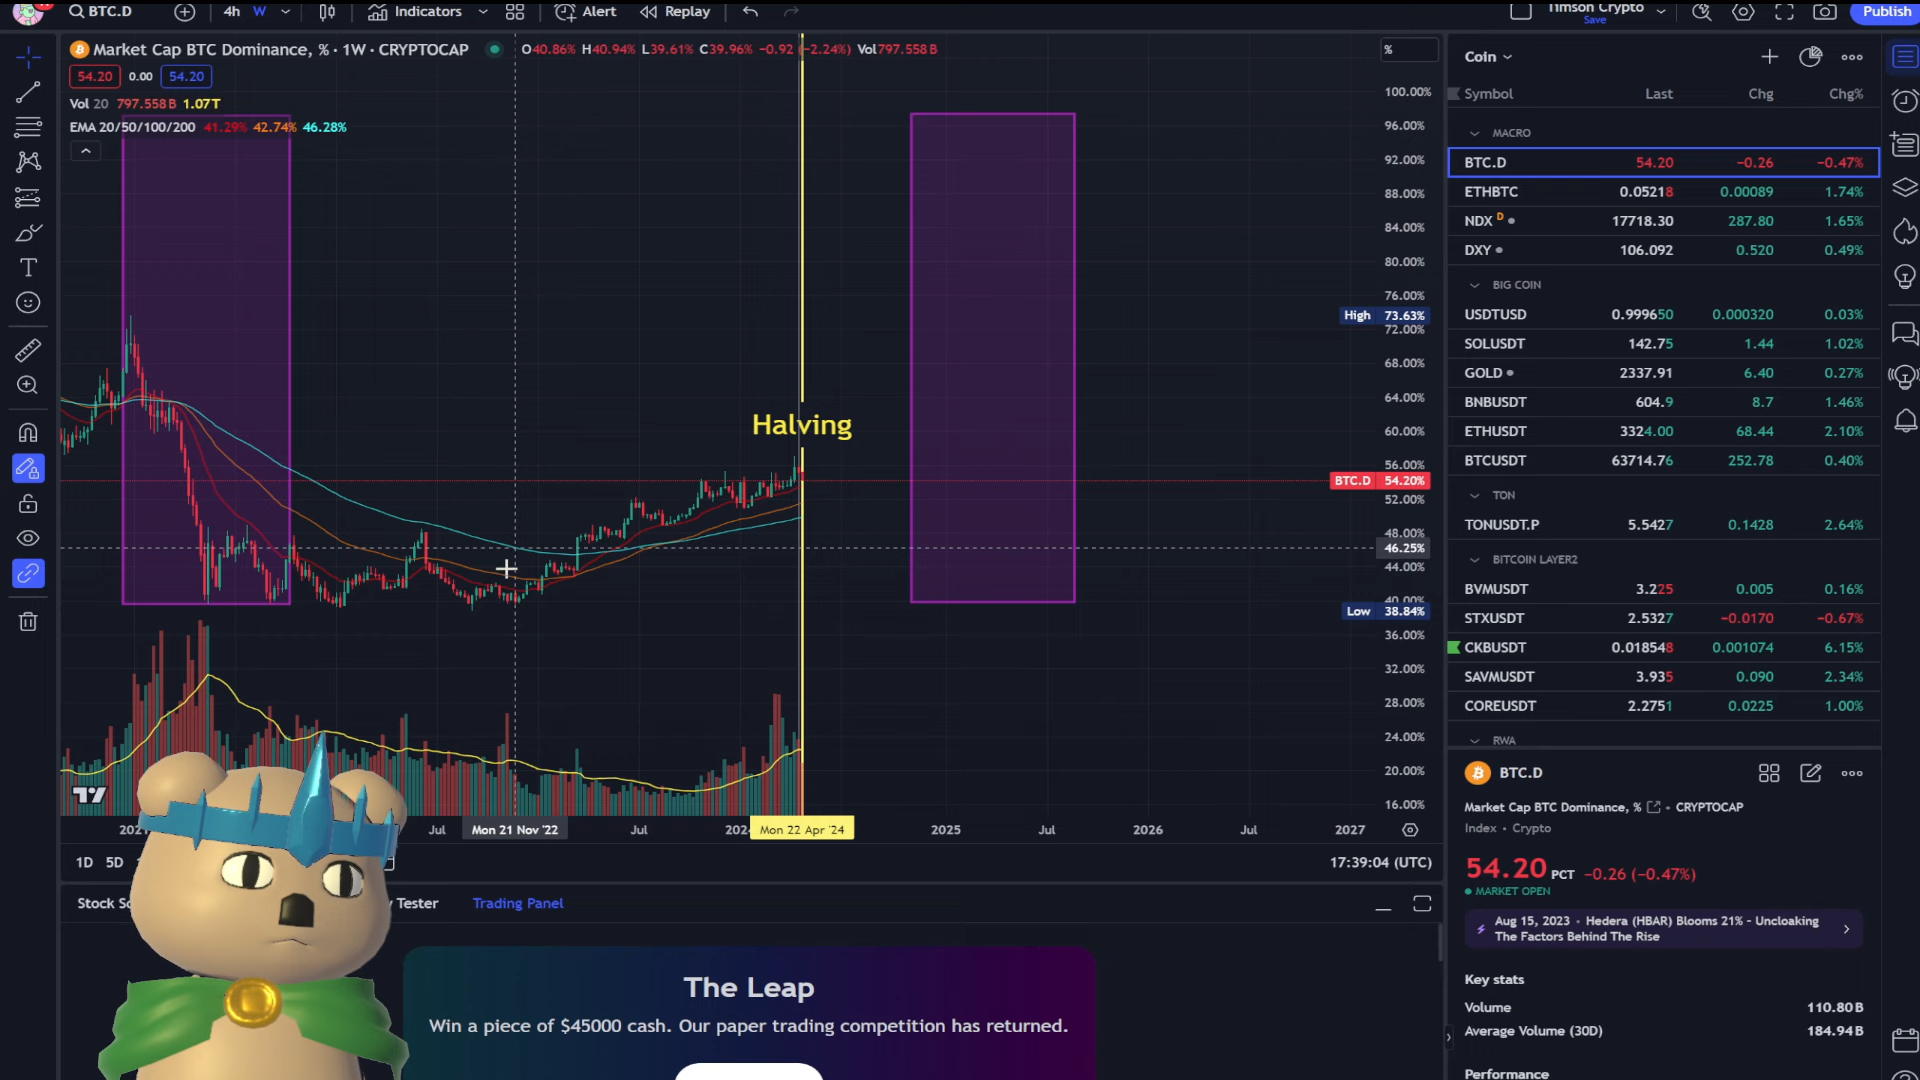 BTC.D
4h W
Indicators
Alert
Replay
Timson Crypto
Save
Publish
Market Cap BTC Dominance, % · 1W · CRYPTOCAP
O40.86% H40.94% L39.61% C39.96% −0.92 (−2.24%) Vol797.558B
54.20 0.00 54.20
Vol 20 797.558B 1.07T
EMA 20/50/100/200 41.29% 42.74% 46.28%
%
100.00%
96.00%
92.00%
88.00%
84.00%
80.00%
76.00%
High 73.63%
72.00%
68.00%
64.00%
60.00%
56.00%
BTC.D 54.20%
52.00%
48.00%
46.25%
44.00%
40.00%
Low 38.84%
36.00%
32.00%
28.00%
24.00%
20.00%
16.00%
Halving
Jul
Mon 21 Nov '22
Jul
Mon 22 Apr '24
2025
Jul
2026
Jul
2027
1D 5D
17:39:04 (UTC)
Tester
Trading Panel
The Leap
Win a piece of $45000 cash. Our paper trading competition has returned.
Coin
Symbol Last Chg Chg%
MACRO
BTC.D 54.20 −0.26 −0.47%
ETHBTC 0.05218 0.00089 1.74%
NDX D 17718.30 287.80 1.65%
DXY 106.092 0.520 0.49%
BIG COIN
USDTUSD 0.999650 0.000320 0.03%
SOLUSDT 142.75 1.44 1.02%
GOLD 2337.91 6.40 0.27%
BNBUSDT 604.9 8.7 1.46%
ETHUSDT 3324.00 68.44 2.10%
BTCUSDT 63714.76 252.78 0.40%
TON
TONUSDT.P 5.5427 0.1428 2.64%
BITCOIN LAYER2
BVMUSDT 3.225 0.005 0.16%
STXUSDT 2.5327 −0.0170 −0.67%
CKBUSDT 0.018548 0.001074 6.15%
SAVMUSDT 3.935 0.090 2.34%
COREUSDT 2.2751 0.0225 1.00%
RWA
BTC.D
Market Cap BTC Dominance, % • CRYPTOCAP
Index • Crypto
54.20 PCT −0.26 (−0.47%)
MARKET OPEN
Aug 15, 2023 • Hedera (HBAR) Blooms 21% - Uncloaking
The Factors Behind The Rise
Key stats
Volume 110.80B
Average Volume (30D) 184.94B
Performance